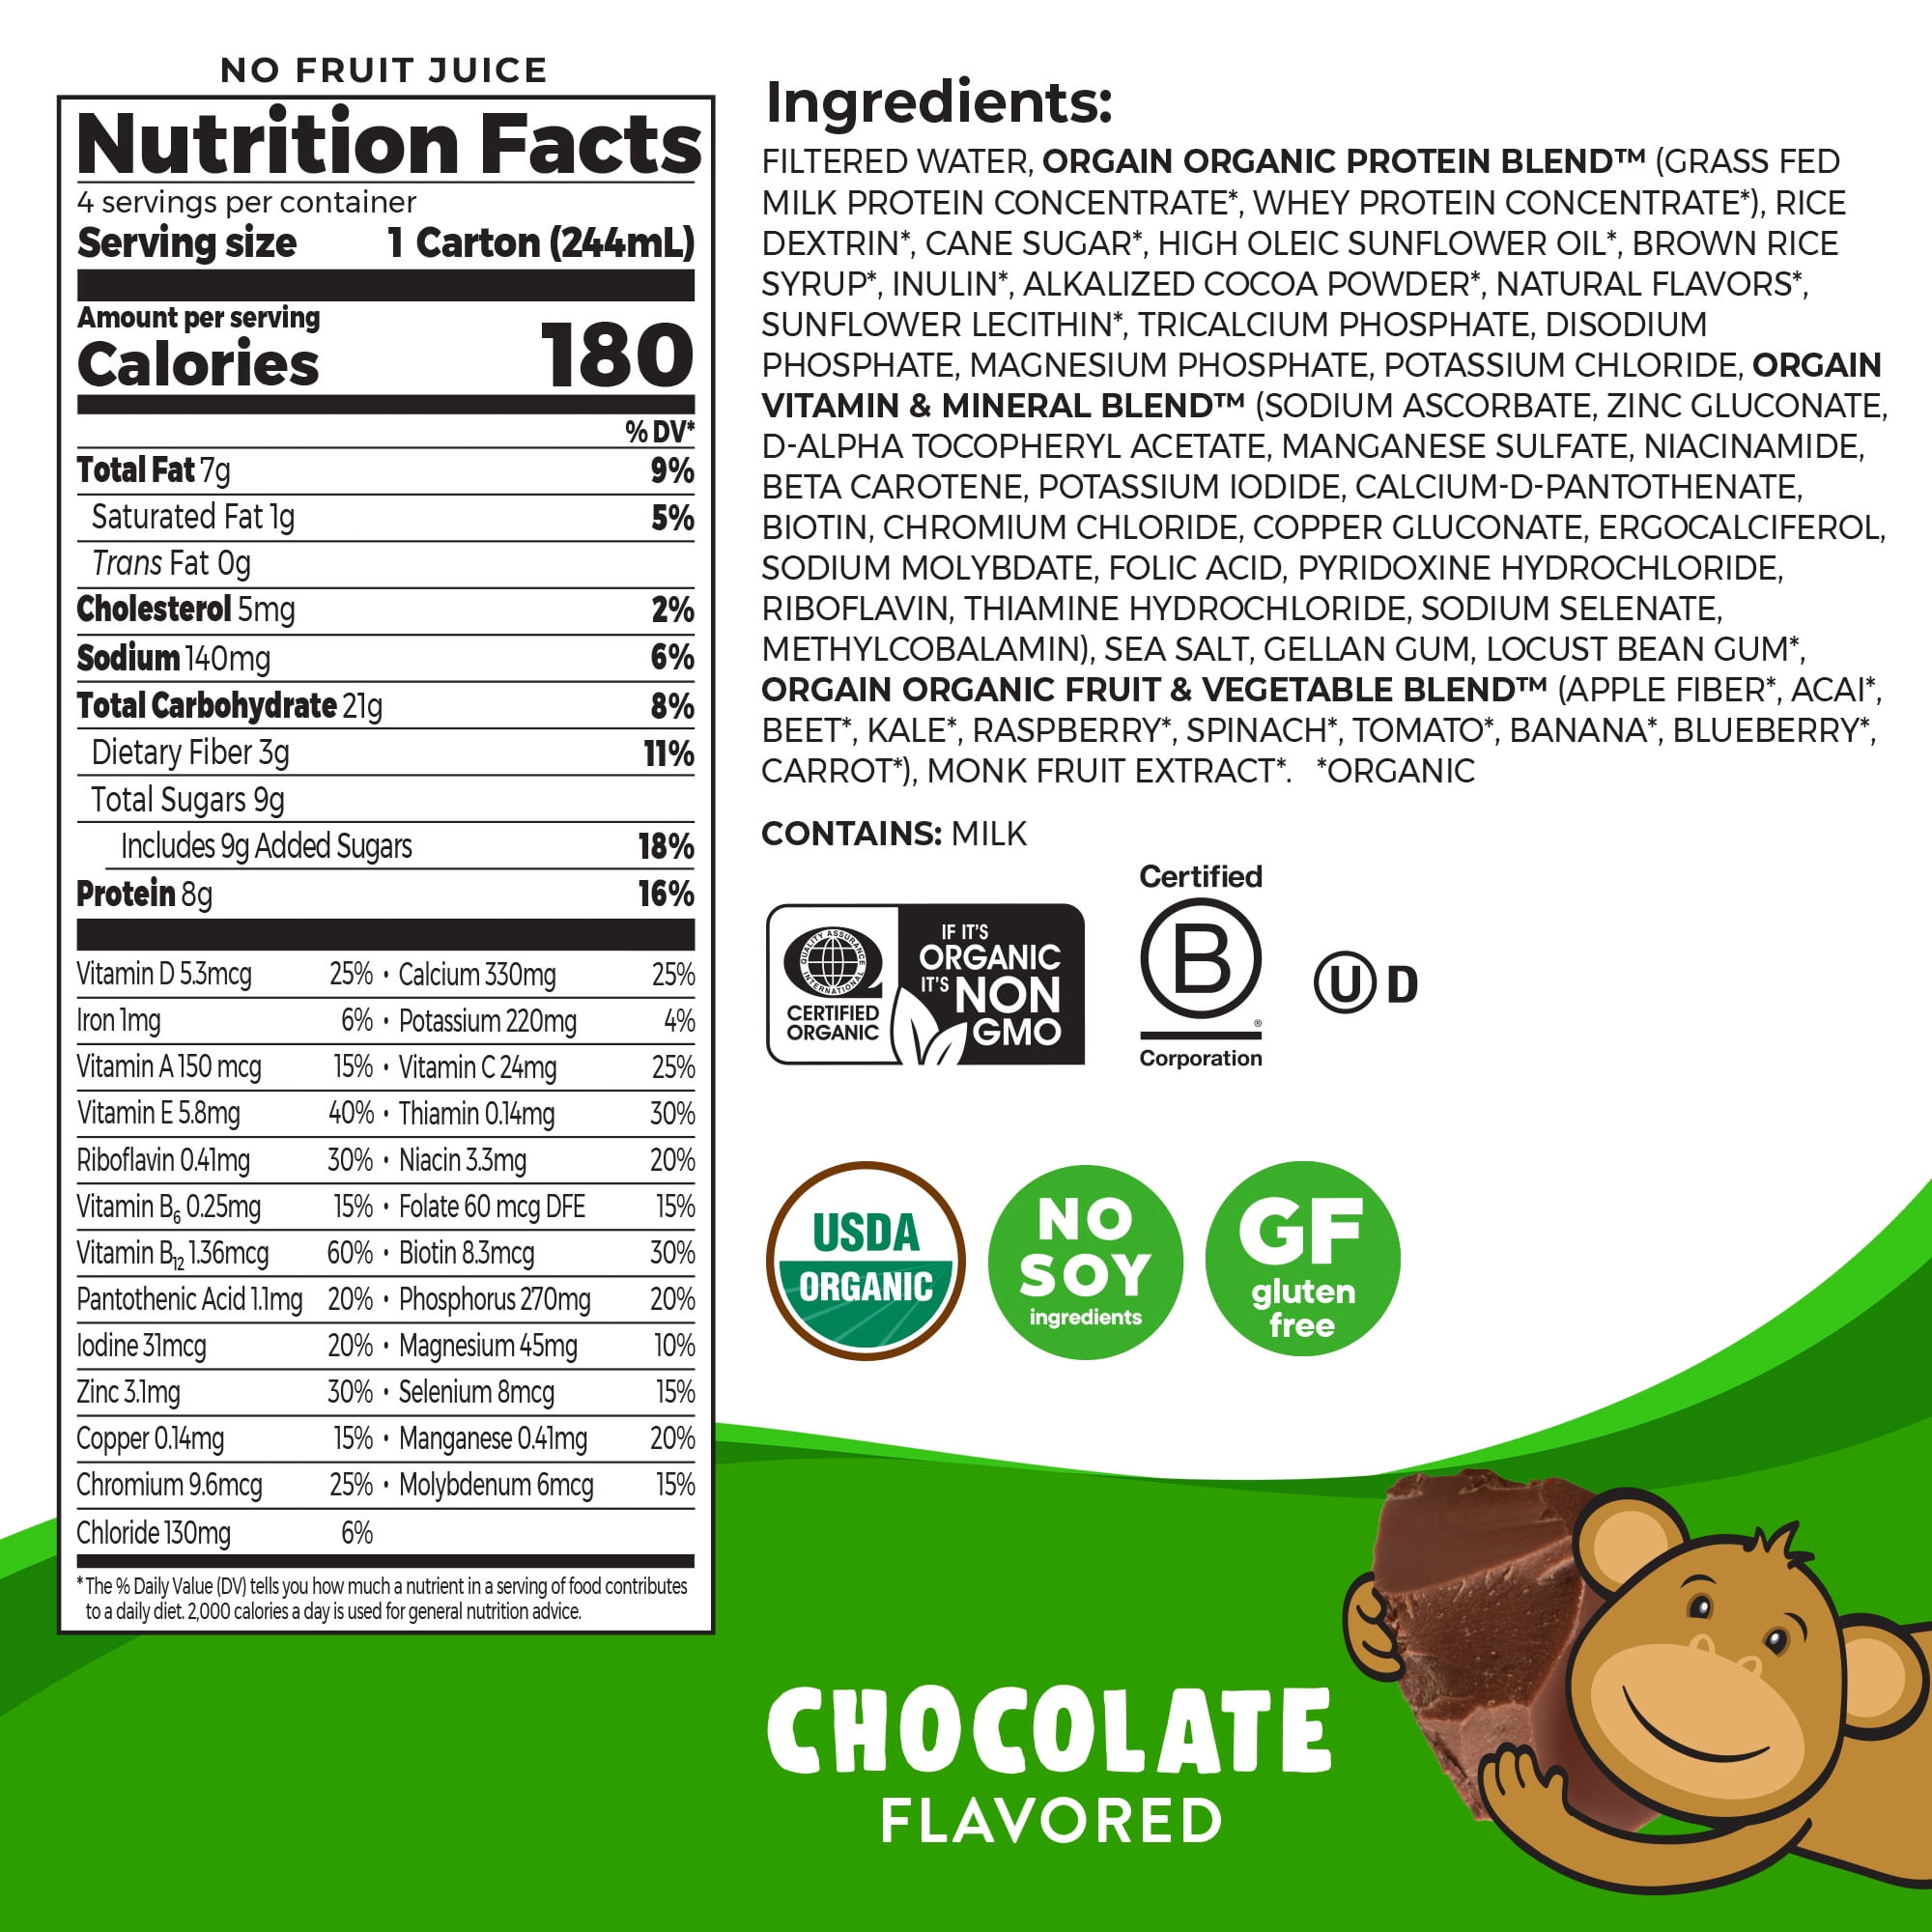 NO FRUIT JUICE
Nutrition Facts
4 servings per container
Serving size 1 Carton (244mL)
Amount per serving
Calories 180
% DV*
Total Fat 7g 9%
Saturated Fat 1g 5%
Trans Fat 0g
Cholesterol 5mg 2%
Sodium 140mg 6%
Total Carbohydrate 21g 8%
Dietary Fiber 3g 11%
Total Sugars 9g
Includes 9g Added Sugars 18%
Protein 8g 16%
Vitamin D 5.3mcg 25% • Calcium 330mg 25%
Iron 1mg 6% • Potassium 220mg 4%
Vitamin A 150 mcg 15% • Vitamin C 24mg 25%
Vitamin E 5.8mg 40% • Thiamin 0.14mg 30%
Riboflavin 0.41mg 30% • Niacin 3.3mg 20%
Vitamin B6 0.25mg 15% • Folate 60 mcg DFE 15%
Vitamin B12 1.36mcg 60% • Biotin 8.3mcg 30%
Pantothenic Acid 1.1mg 20% • Phosphorus 270mg 20%
Iodine 31mcg 20% • Magnesium 45mg 10%
Zinc 3.1mg 30% • Selenium 8mcg 15%
Copper 0.14mg 15% • Manganese 0.41mg 20%
Chromium 9.6mcg 25% • Molybdenum 6mcg 15%
Chloride 130mg 6%
*The % Daily Value (DV) tells you how much a nutrient in a serving of food contributes
to a daily diet. 2,000 calories a day is used for general nutrition advice.
Ingredients:
FILTERED WATER, ORGAIN ORGANIC PROTEIN BLEND™ (GRASS FED
MILK PROTEIN CONCENTRATE*, WHEY PROTEIN CONCENTRATE*), RICE
DEXTRIN*, CANE SUGAR*, HIGH OLEIC SUNFLOWER OIL*, BROWN RICE
SYRUP*, INULIN*, ALKALIZED COCOA POWDER*, NATURAL FLAVORS*,
SUNFLOWER LECITHIN*, TRICALCIUM PHOSPHATE, DISODIUM
PHOSPHATE, MAGNESIUM PHOSPHATE, POTASSIUM CHLORIDE, ORGAIN
VITAMIN & MINERAL BLEND™ (SODIUM ASCORBATE, ZINC GLUCONATE,
D-ALPHA TOCOPHERYL ACETATE, MANGANESE SULFATE, NIACINAMIDE,
BETA CAROTENE, POTASSIUM IODIDE, CALCIUM-D-PANTOTHENATE,
BIOTIN, CHROMIUM CHLORIDE, COPPER GLUCONATE, ERGOCALCIFEROL,
SODIUM MOLYBDATE, FOLIC ACID, PYRIDOXINE HYDROCHLORIDE,
RIBOFLAVIN, THIAMINE HYDROCHLORIDE, SODIUM SELENATE,
METHYLCOBALAMIN), SEA SALT, GELLAN GUM, LOCUST BEAN GUM*,
ORGAIN ORGANIC FRUIT & VEGETABLE BLEND™ (APPLE FIBER*, ACAI*,
BEET*, KALE*, RASPBERRY*, SPINACH*, TOMATO*, BANANA*, BLUEBERRY*,
CARROT*), MONK FRUIT EXTRACT*. *ORGANIC
CONTAINS: MILK
QUALITY ASSURANCE
INTERNATIONAL
CERTIFIED
ORGANIC
IF IT'S
ORGANIC
IT'S NON
GMO
Certified
B
®
Corporation
U D
USDA
ORGANIC
NO
SOY
ingredients
GF
gluten
free
CHOCOLATE
FLAVORED